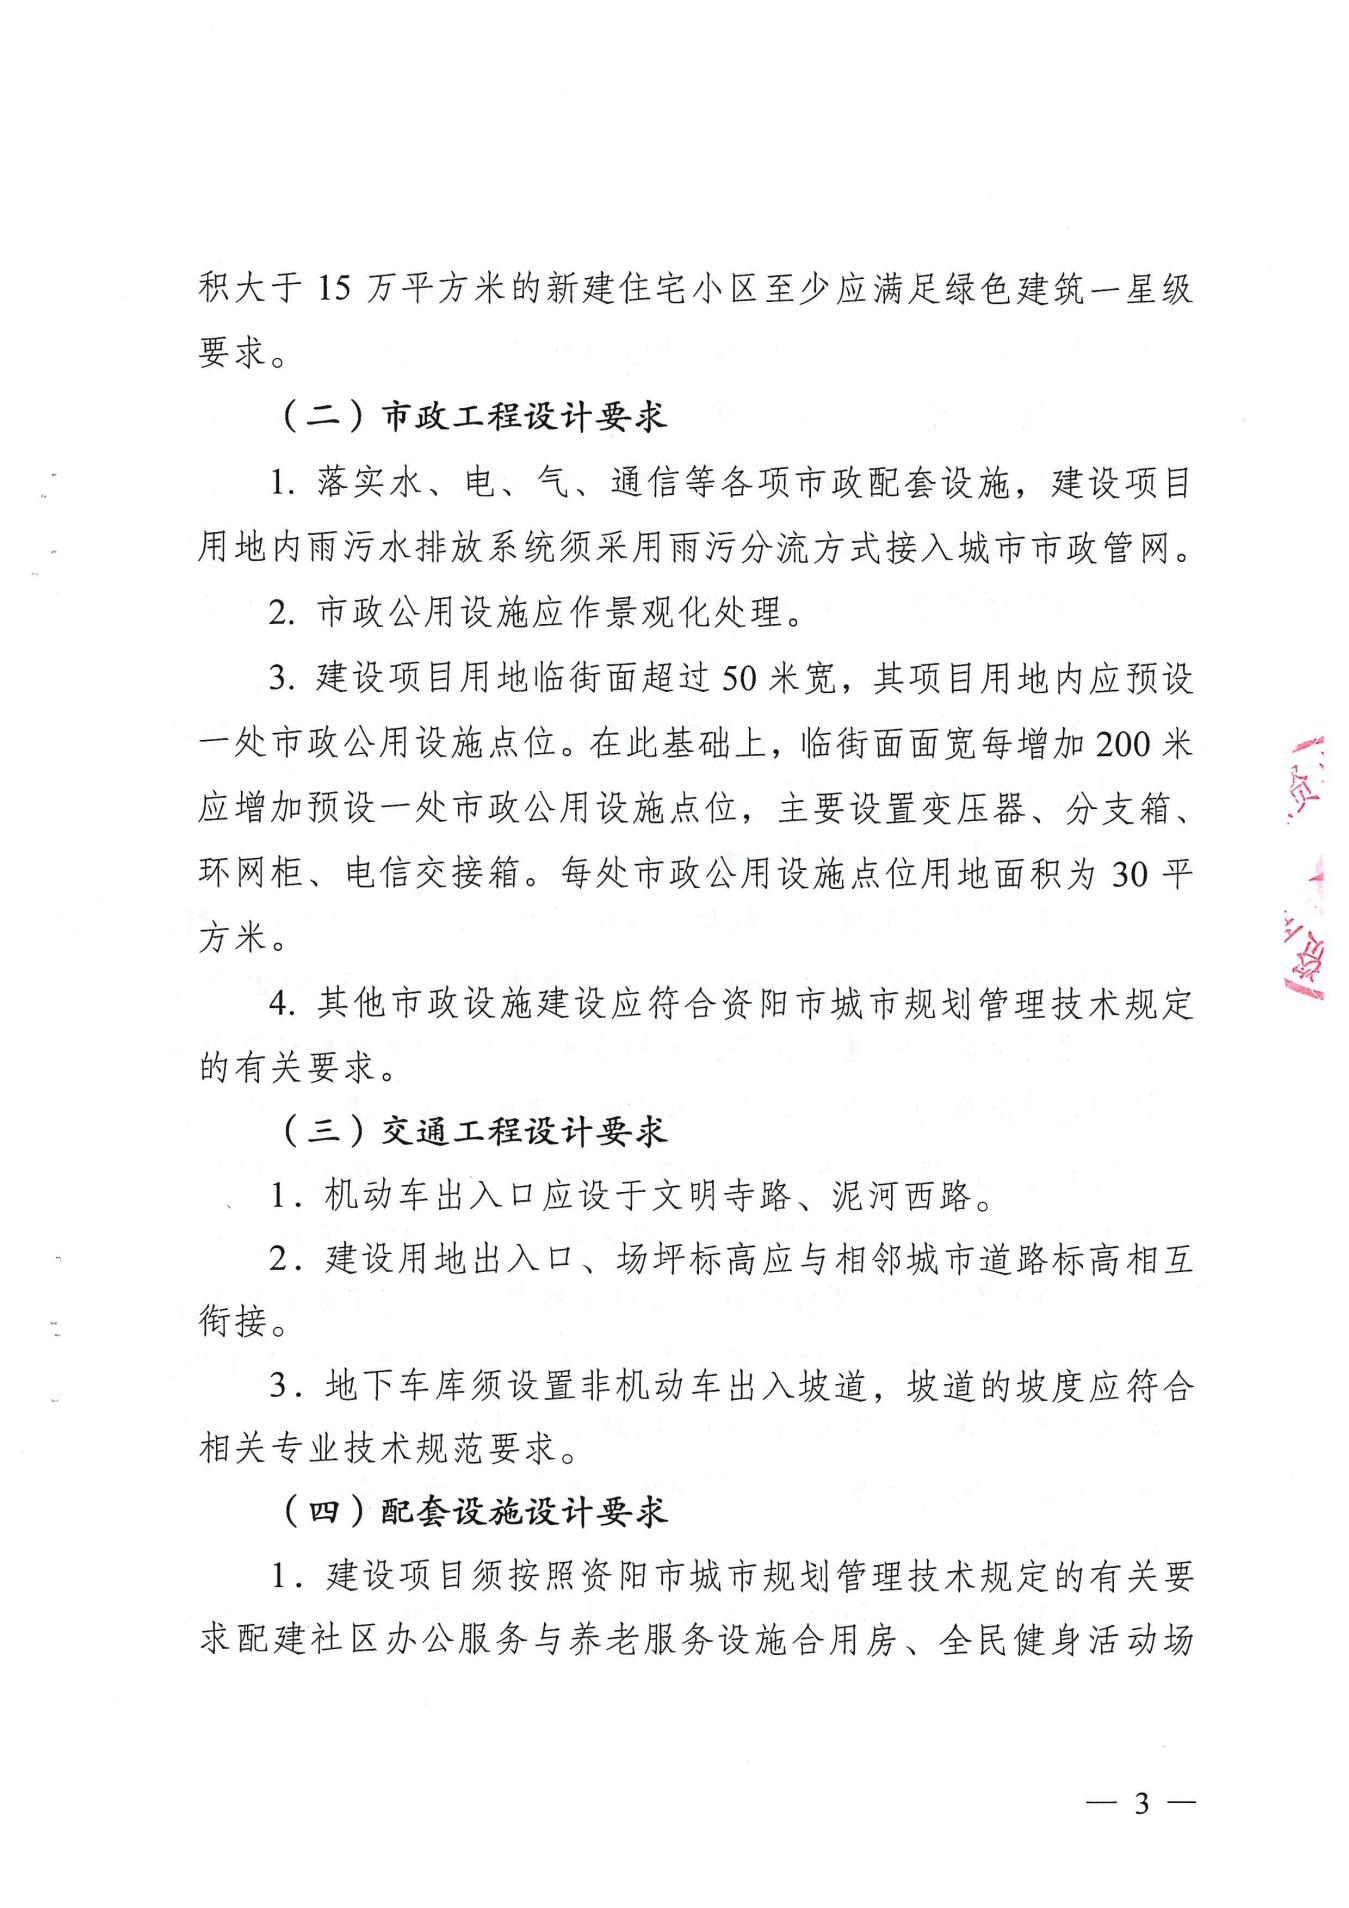 积大于 15 万平方米的新建住宅小区至少应满足绿色建筑一星级
要求。
（二）市政工程设计要求
1. 落实水、电、气、通信等各项市政配套设施，建设项目
用地内雨污水排放系统须采用雨污分流方式接入城市市政管网。
2. 市政公用设施应作景观化处理。
3. 建设项目用地临街面超过 50 米宽，其项目用地内应预设
一处市政公用设施点位。在此基础上，临街面面宽每增加 200 米
应增加预设一处市政公用设施点位，主要设置变压器、分支箱、
环网柜、电信交接箱。每处市政公用设施点位用地面积为 30 平
方米。
4. 其他市政设施建设应符合资阳市城市规划管理技术规定
的有关要求。
（三）交通工程设计要求
1. 机动车出入口应设于文明寺路、泥河西路。
2. 建设用地出入口、场坪标高应与相邻城市道路标高相互
衔接。
3. 地下车库须设置非机动车出入坡道，坡道的坡度应符合
相关专业技术规范要求。
（四）配套设施设计要求
1. 建设项目须按照资阳市城市规划管理技术规定的有关要
求配建社区办公服务与养老服务设施合用房、全民健身活动场
— 3 —